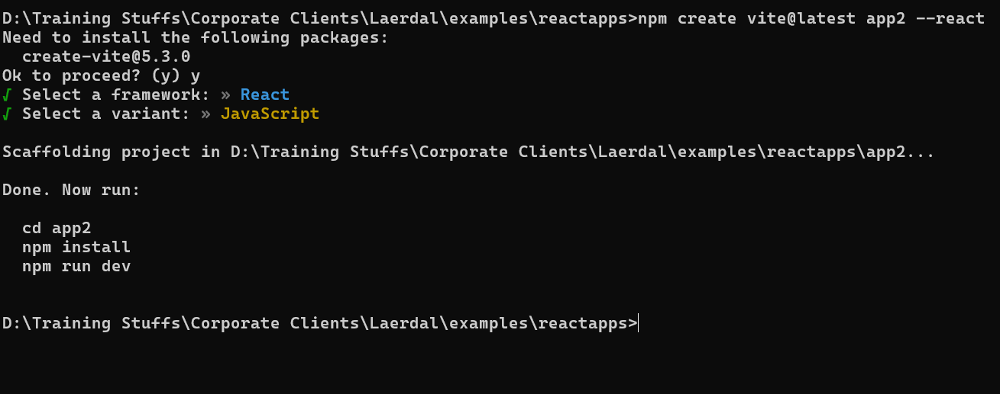 D:\Training Stuffs\Corporate Clients\Laerdal\examples\reactapps>npm create vite@latest app2 --react
Need to install the following packages:
  create-vite@5.3.0
Ok to proceed? (y) y
√ Select a framework: » React
√ Select a variant: » JavaScript
Scaffolding project in D:\Training Stuffs\Corporate Clients\Laerdal\examples\reactapps\app2...
Done. Now run:
  cd app2
  npm install
  npm run dev
D:\Training Stuffs\Corporate Clients\Laerdal\examples\reactapps>